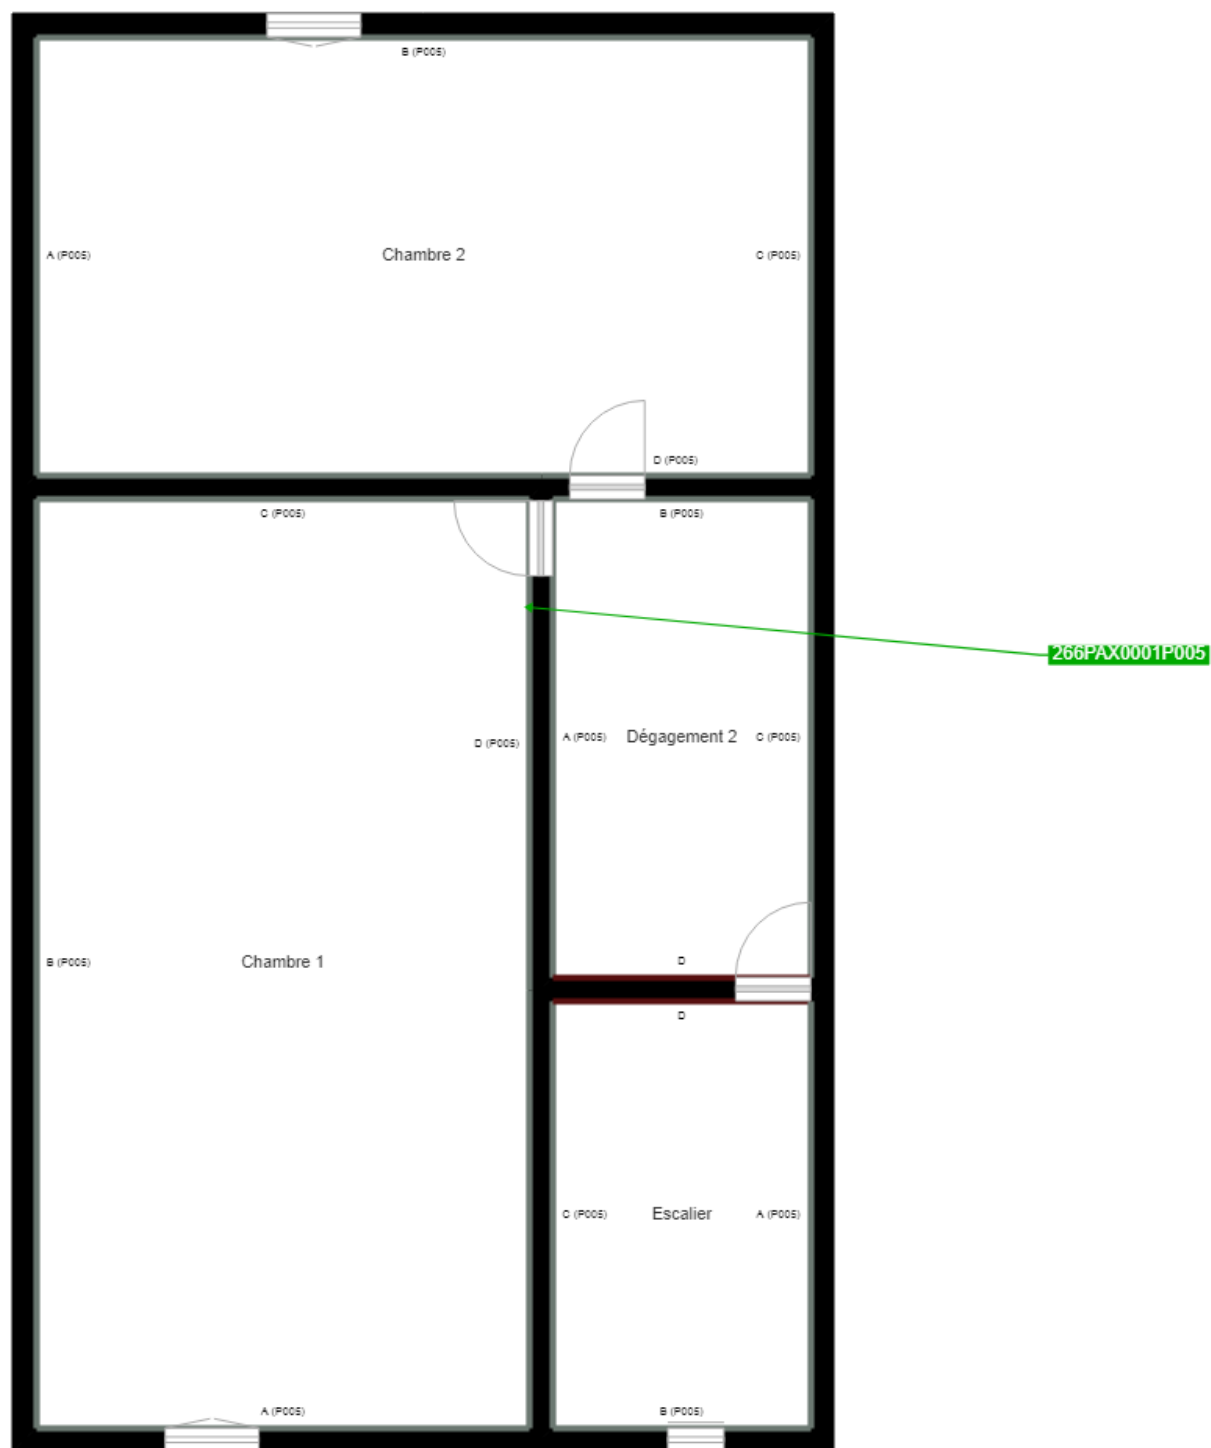 B (P005)
A (P005)
Chambre 2
C (P005)
D (P005)
C (P005)
B (P005)
266PAX0001P005
D (P005)
A (P005)
Dégagement 2
C (P005)
B (P005)
Chambre 1
D
D
C (P005)
Escalier
A (P005)
A (P005)
B (P005)